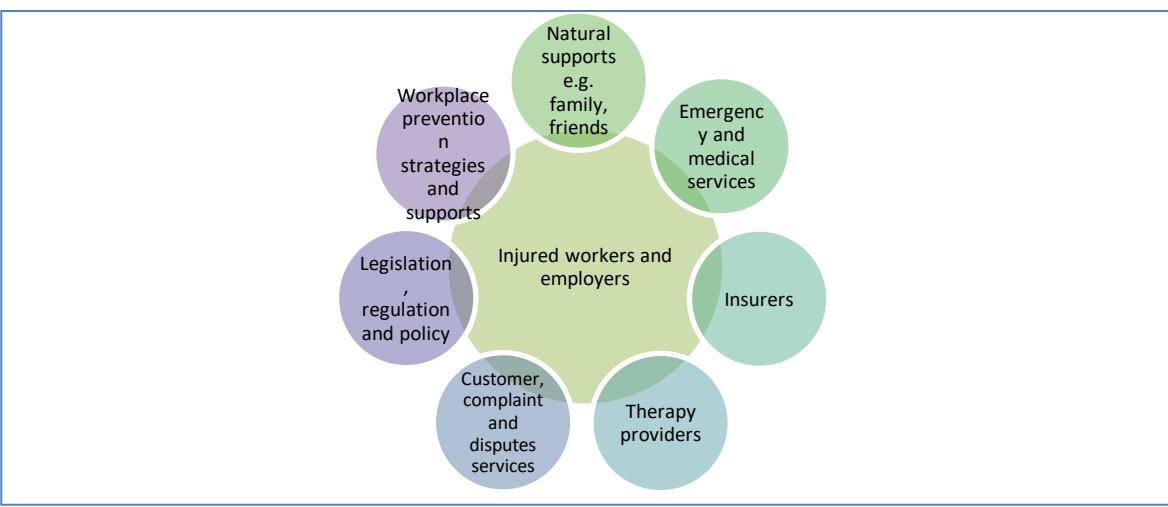 Natural
supports
e.g.
family,
friends
Emergenc
y and
medical
services
Insurers
Therapy
providers
Customer,
complaint
and
disputes
services
Legislation
,
regulation
and policy
Workplace
preventio
n
strategies
and
supports
Injured workers and
employers